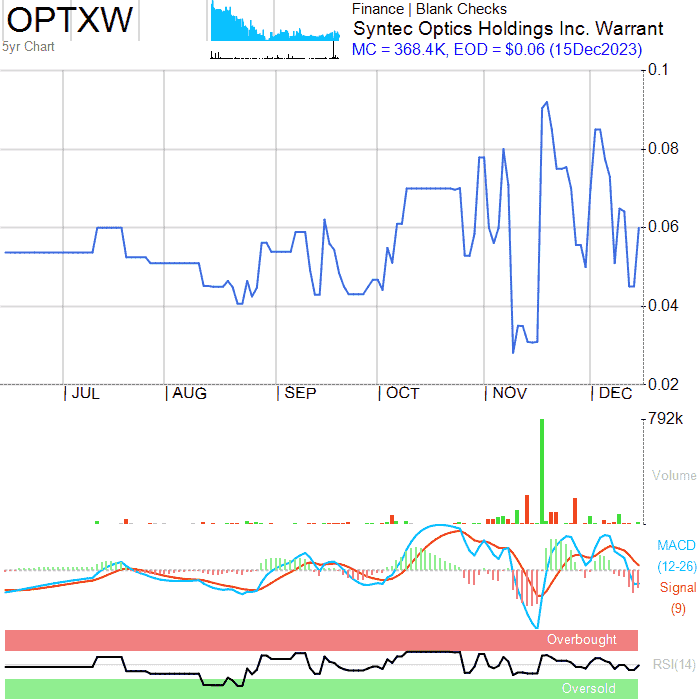 OPTXW
5yr Chart
Finance | Blank Checks
Syntec Optics Holdings Inc. Warrant
MC = 368.4K, EOD = $0.06 (15Dec2023)
0.1
0.08
0.06
0.04
0.02
JUL
AUG
SEP
OCT
NOV
DEC
792k
Volume
MACD
(12-26)
Signal
(9)
Overbought
RSI(14)
Oversold